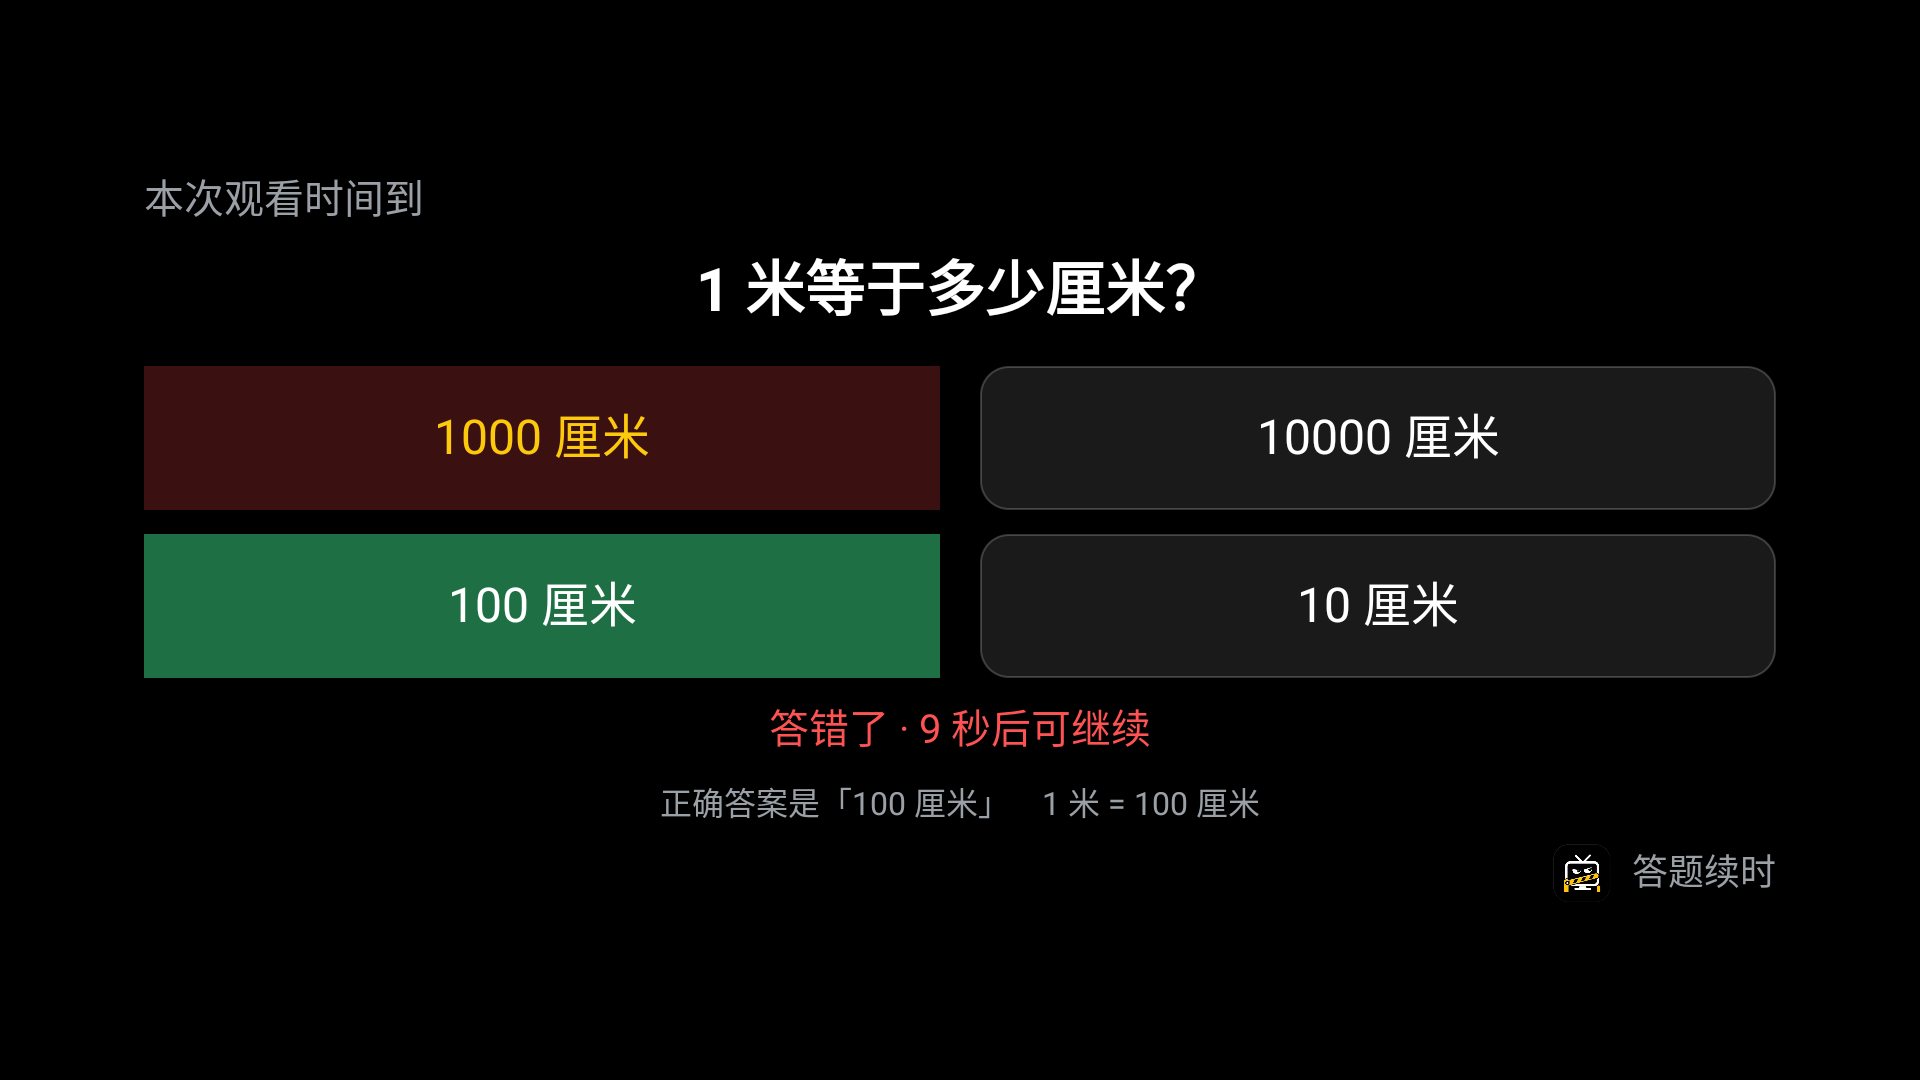 本次观看时间到
1 米等于多少厘米？
1000 厘米
10000 厘米
100 厘米
10 厘米
答错了 · 9 秒后可继续
正确答案是「100 厘米」 1 米 = 100 厘米
答题续时